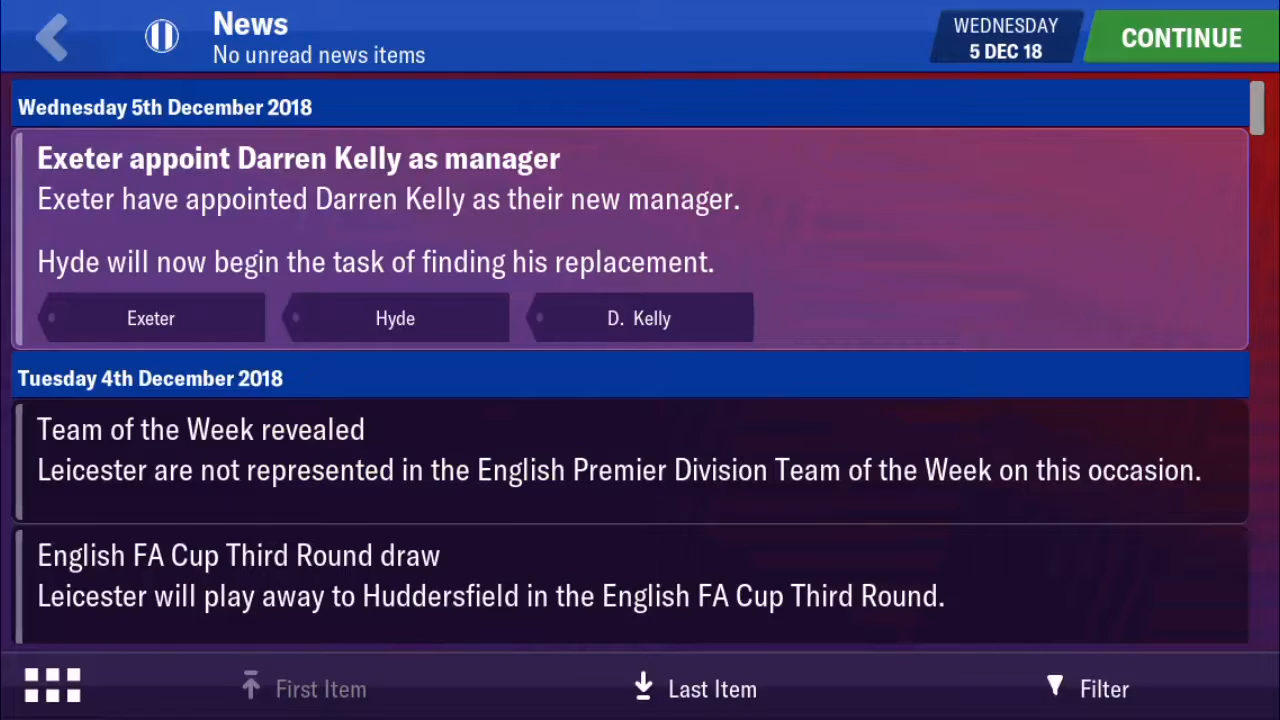 News
No unread news items
WEDNESDAY
5 DEC 18
CONTINUE
Wednesday 5th December 2018
Exeter appoint Darren Kelly as manager
Exeter have appointed Darren Kelly as their new manager.
Hyde will now begin the task of finding his replacement.
Exeter
Hyde
D. Kelly
Tuesday 4th December 2018
Team of the Week revealed
Leicester are not represented in the English Premier Division Team of the Week on this occasion.
English FA Cup Third Round draw
Leicester will play away to Huddersfield in the English FA Cup Third Round.
First Item
Last Item
Filter